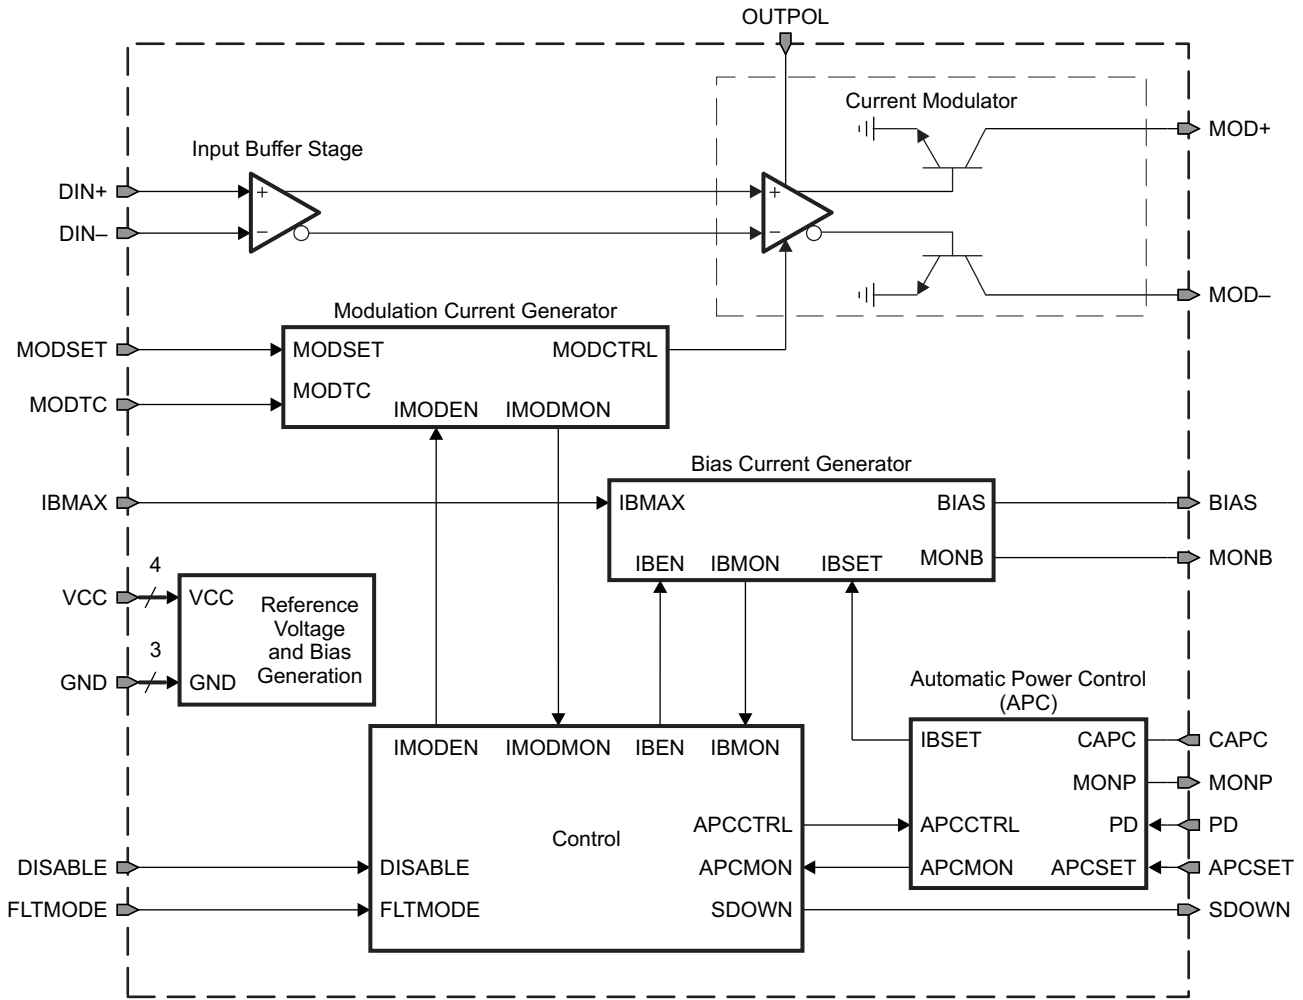 OUTPOL
Current Modulator
MOD+
Input Buffer Stage
DIN+
+
+
DIN–
–
–
MOD–
Modulation Current Generator
MODSET
MODSET
MODCTRL
MODTC
MODTC
IMODEN
IMODMON
Bias Current Generator
IBMAX
IBMAX
BIAS
BIAS
IBEN
IBMON
IBSET
MONB
MONB
4
VCC
VCC
Reference
Voltage
and Bias
Generation
3
GND
GND
Automatic Power Control
(APC)
IMODEN
IMODMON
IBEN
IBMON
IBSET
CAPC
CAPC
MONP
MONP
Control
APCCTRL
APCCTRL
PD
PD
DISABLE
DISABLE
APCMON
APCMON
APCSET
APCSET
FLTMODE
FLTMODE
SDOWN
SDOWN